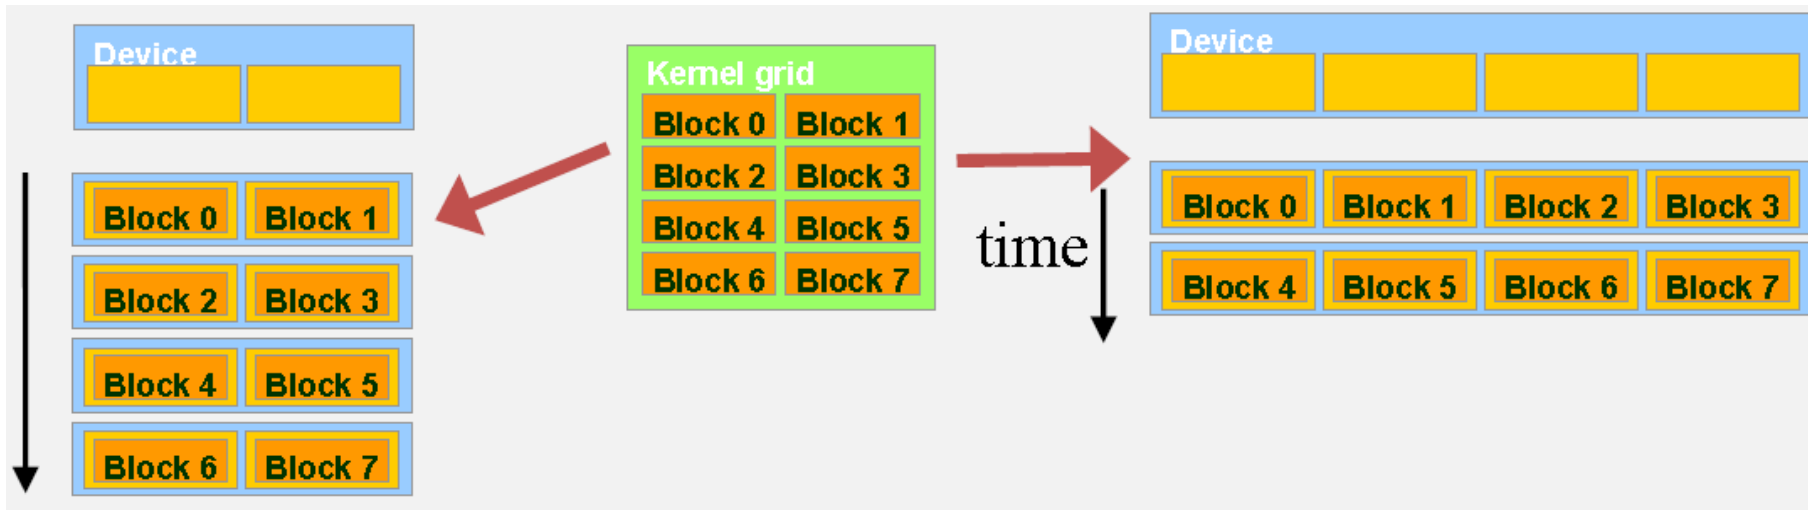 Device
Block 0 Block 1
Block 2 Block 3
Block 4 Block 5
Block 6 Block 7
Kernel grid
Block 0 Block 1
Block 2 Block 3
Block 4 Block 5
Block 6 Block 7
time
Device
Block 0 Block 1 Block 2 Block 3
Block 4 Block 5 Block 6 Block 7